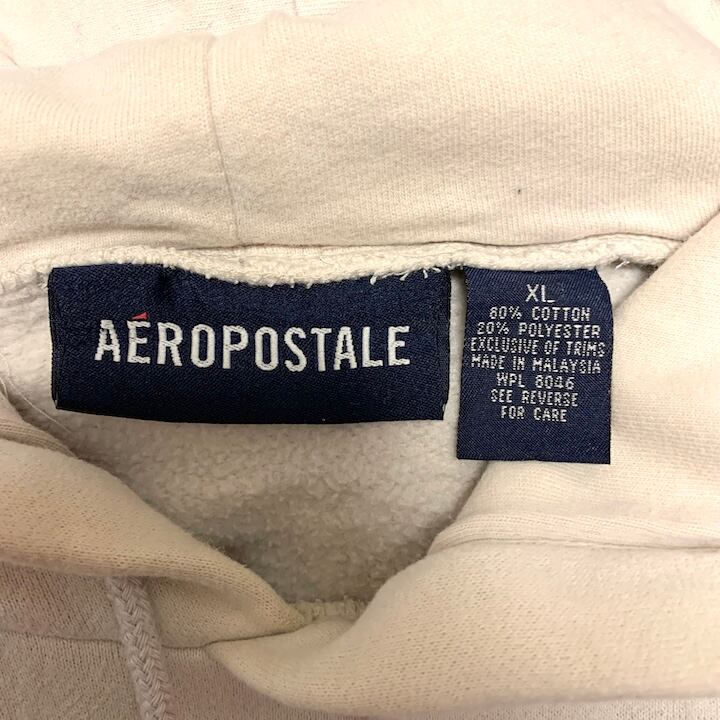 AÉROPOSTALE
XL
80% COTTON
20% POLYESTER
EXCLUSIVE OF TRIMS
MADE IN MALAYSIA
WPL 8046
SEE REVERSE
FOR CARE